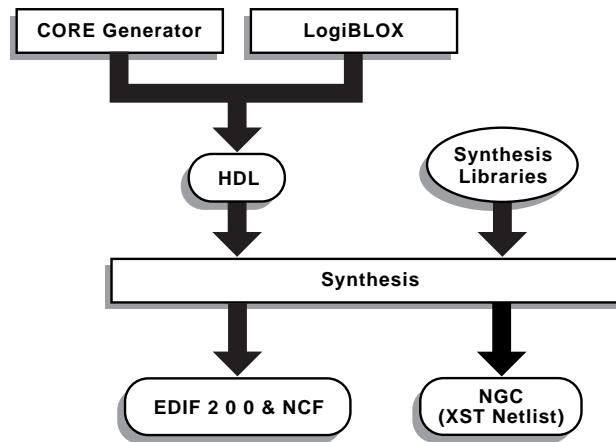 CORE Generator
LogiBLOX
HDL
Synthesis
Libraries
Synthesis
EDIF 2 0 0 & NCF
NGC
(XST Netlist)